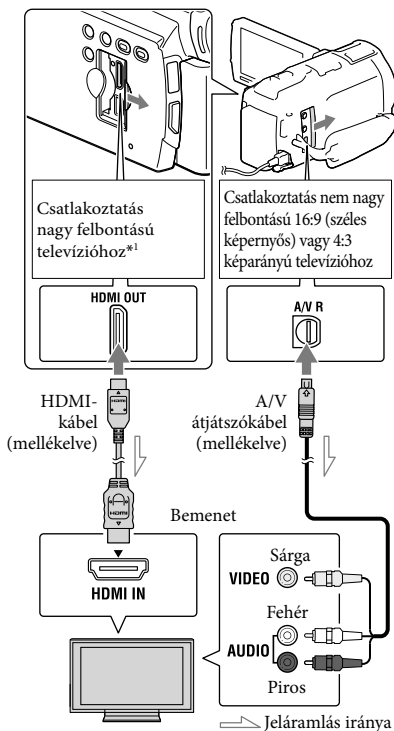 Csatlakoztatás
nagy felbontású
televízióhoz*1
Csatlakoztatás nem nagy
felbontású 16:9 (széles
képernyős) vagy 4:3
képarányú televízióhoz
HDMI OUT
A/V R
HDMI-
kábel
(mellékelve)
A/V
átjátszókábel
(mellékelve)
Bemenet
HDMI IN
Sárga
VIDEO
Fehér
AUDIO
Piros
Jeláramlás iránya